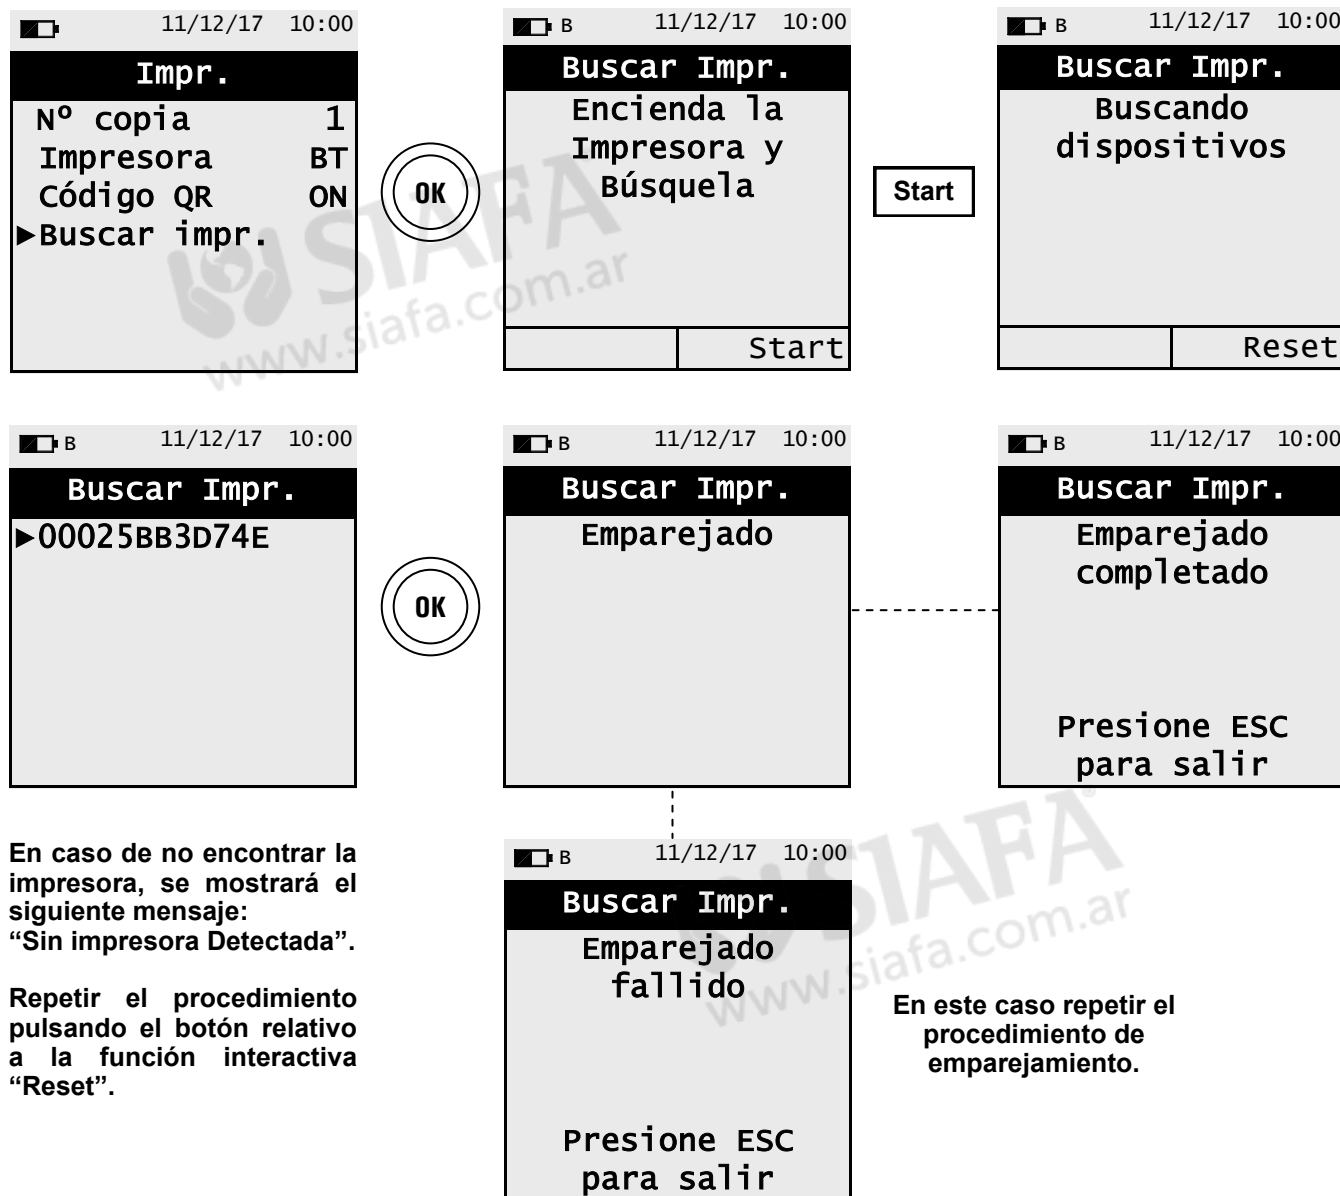 11/12/17 10:00
Impr.
Nº copia 1
Impresora BT
Código QR ON
►Buscar impr.
OK
B 11/12/17 10:00
Buscar Impr.
Encienda la
Impresora y
Búsquela
Start
Start
B 11/12/17 10:00
Buscar Impr.
Buscando
dispositivos
Reset
SIAFA
www.siafa.com.ar
B 11/12/17 10:00
Buscar Impr.
►00025BB3D74E
OK
B 11/12/17 10:00
Buscar Impr.
Emparejado
B 11/12/17 10:00
Buscar Impr.
Emparejado
completado
Presione ESC
para salir
En caso de no encontrar la
impresora, se mostrará el
siguiente mensaje:
“Sin impresora Detectada”.
Repetir el procedimiento
pulsando el botón relativo
a la función interactiva
“Reset”.
B 11/12/17 10:00
Buscar Impr.
Emparejado
fallido
Presione ESC
para salir
SIAFA
www.siafa.com.ar
En este caso repetir el
procedimiento de
emparejamiento.